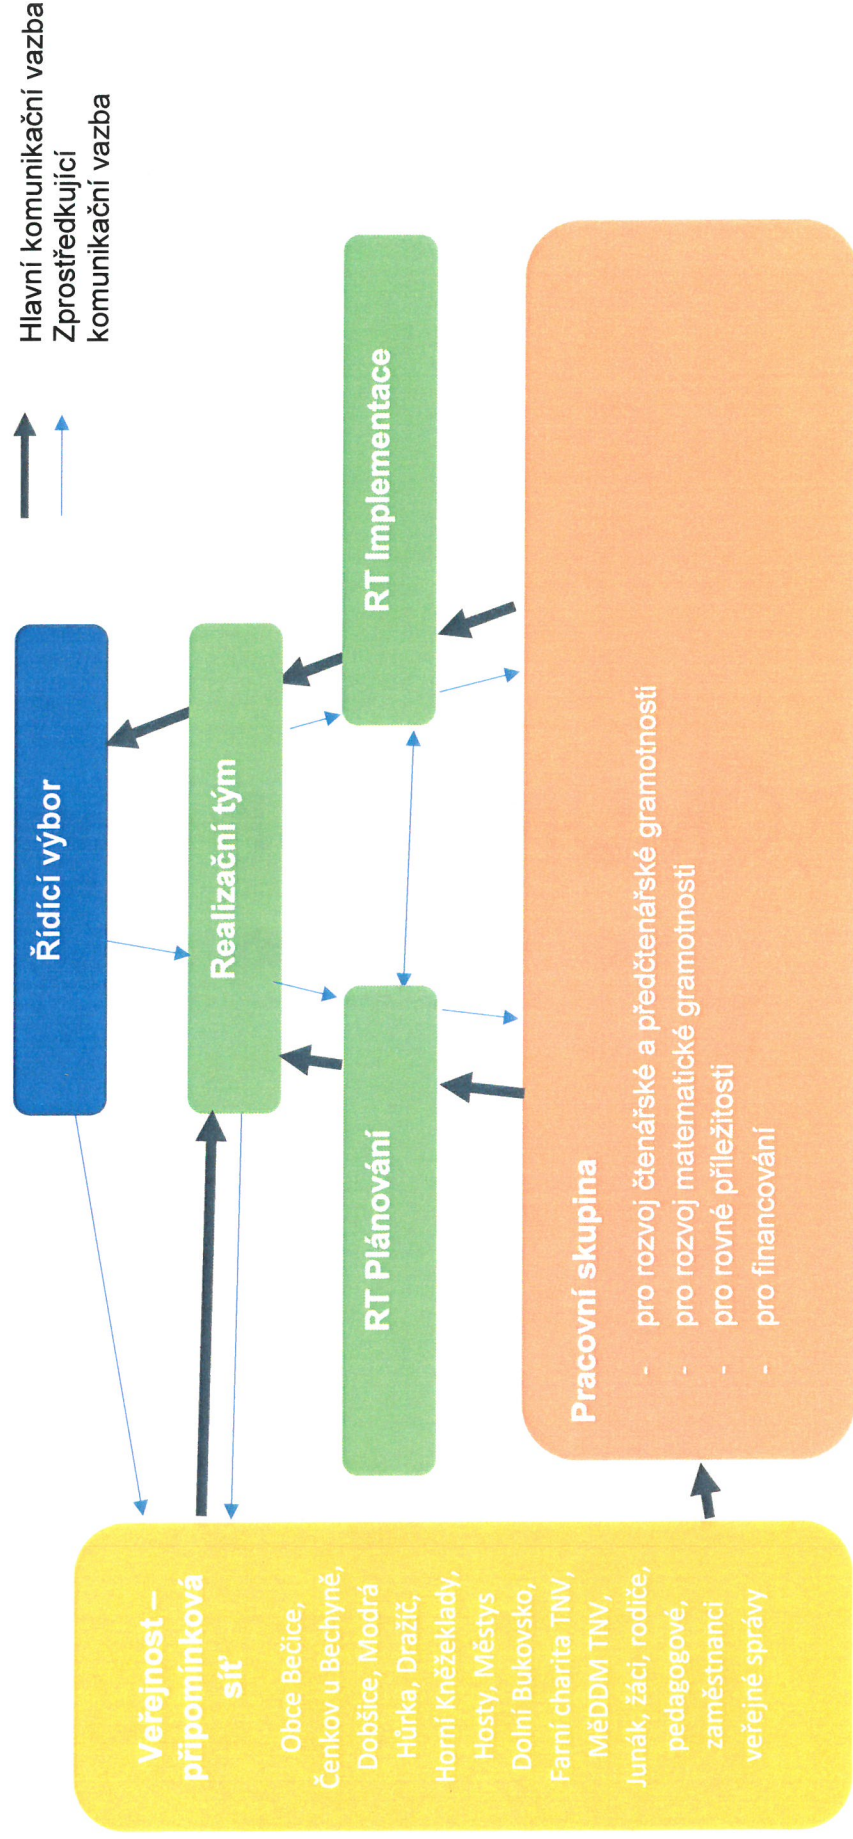 Hlavní komunikační vazba
Zprostředkující
komunikační vazba
Řídící výbor
Realizační tým
RT Plánování
RT Implementace
Veřejnost –
připomínková
síť
Obce Bečice,
Čenkov u Bechyně,
Dobšice, Modrá
Hůrka, Dražíč,
Horní Kněžeklady,
Hosty, Městys
Dolní Bukovsko,
Farní charita TNV,
MěDDM TNV,
Junák, žáci, rodiče,
pedagogové,
zaměstnanci
veřejné správy
Pracovní skupina
- pro rozvoj čtenářské a předčtenářské gramotnosti
- pro rozvoj matematické gramotnosti
- pro rovné příležitosti
- pro financování